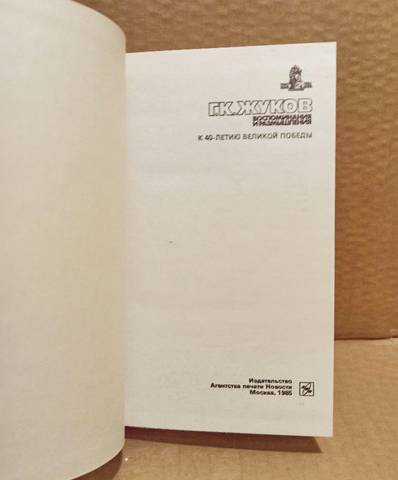 Г.К.ЖУКОВ
ВОСПОМИНАНИЯ
И РАЗМЫШЛЕНИЯ
К 40-ЛЕТИЮ ВЕЛИКОЙ ПОБЕДЫ
Издательство
Агентства печати Новости
Москва, 1985